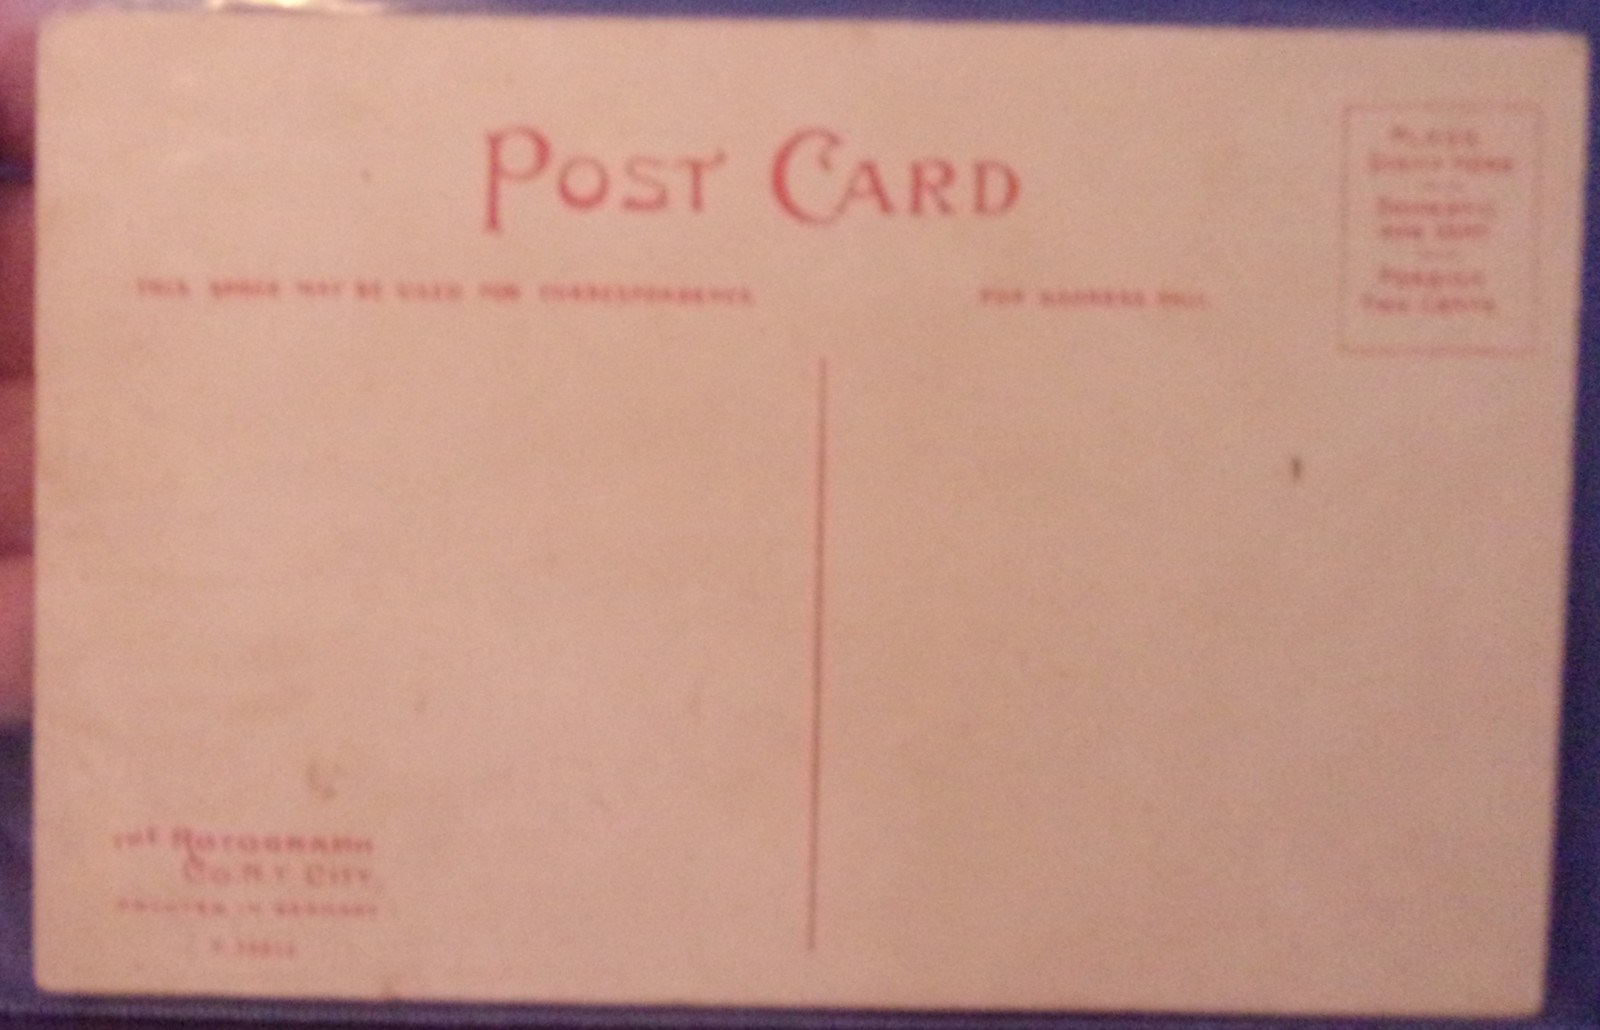 POST CARD
THIS SPACE MAY BE USED FOR CORRESPONDENCE
FOR ADDRESS ONLY
PLACE
STAMP HERE
DOMESTIC
ONE CENT
FOREIGN
TWO CENTS
THE ROTOGRAPH
CO. N.Y. CITY.
PRINTED IN GERMANY